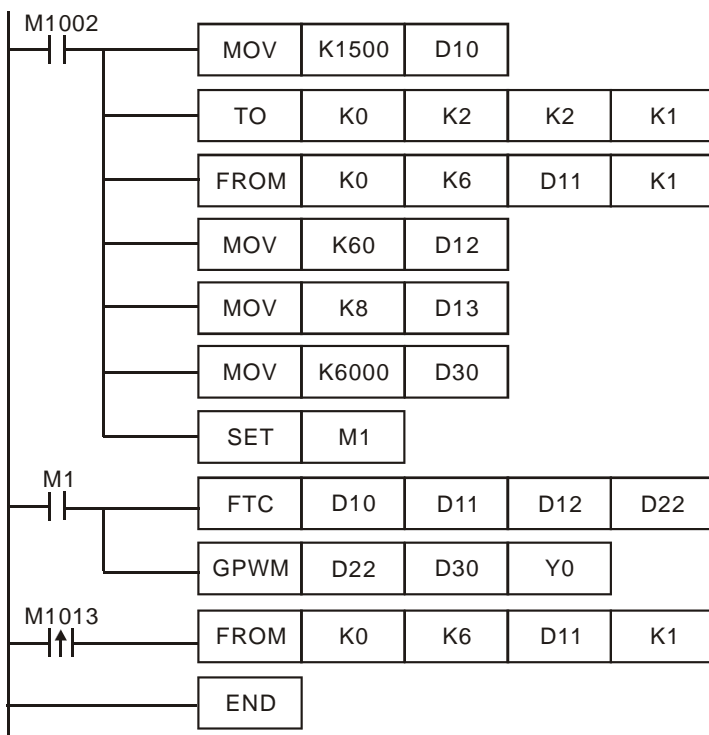 M1002
MOV K1500 D10
TO K0 K2 K2 K1
FROM K0 K6 D11 K1
MOV K60 D12
MOV K8 D13
MOV K6000 D30
SET M1
M1
FTC D10 D11 D12 D22
GPWM D22 D30 Y0
M1013
FROM K0 K6 D11 K1
END